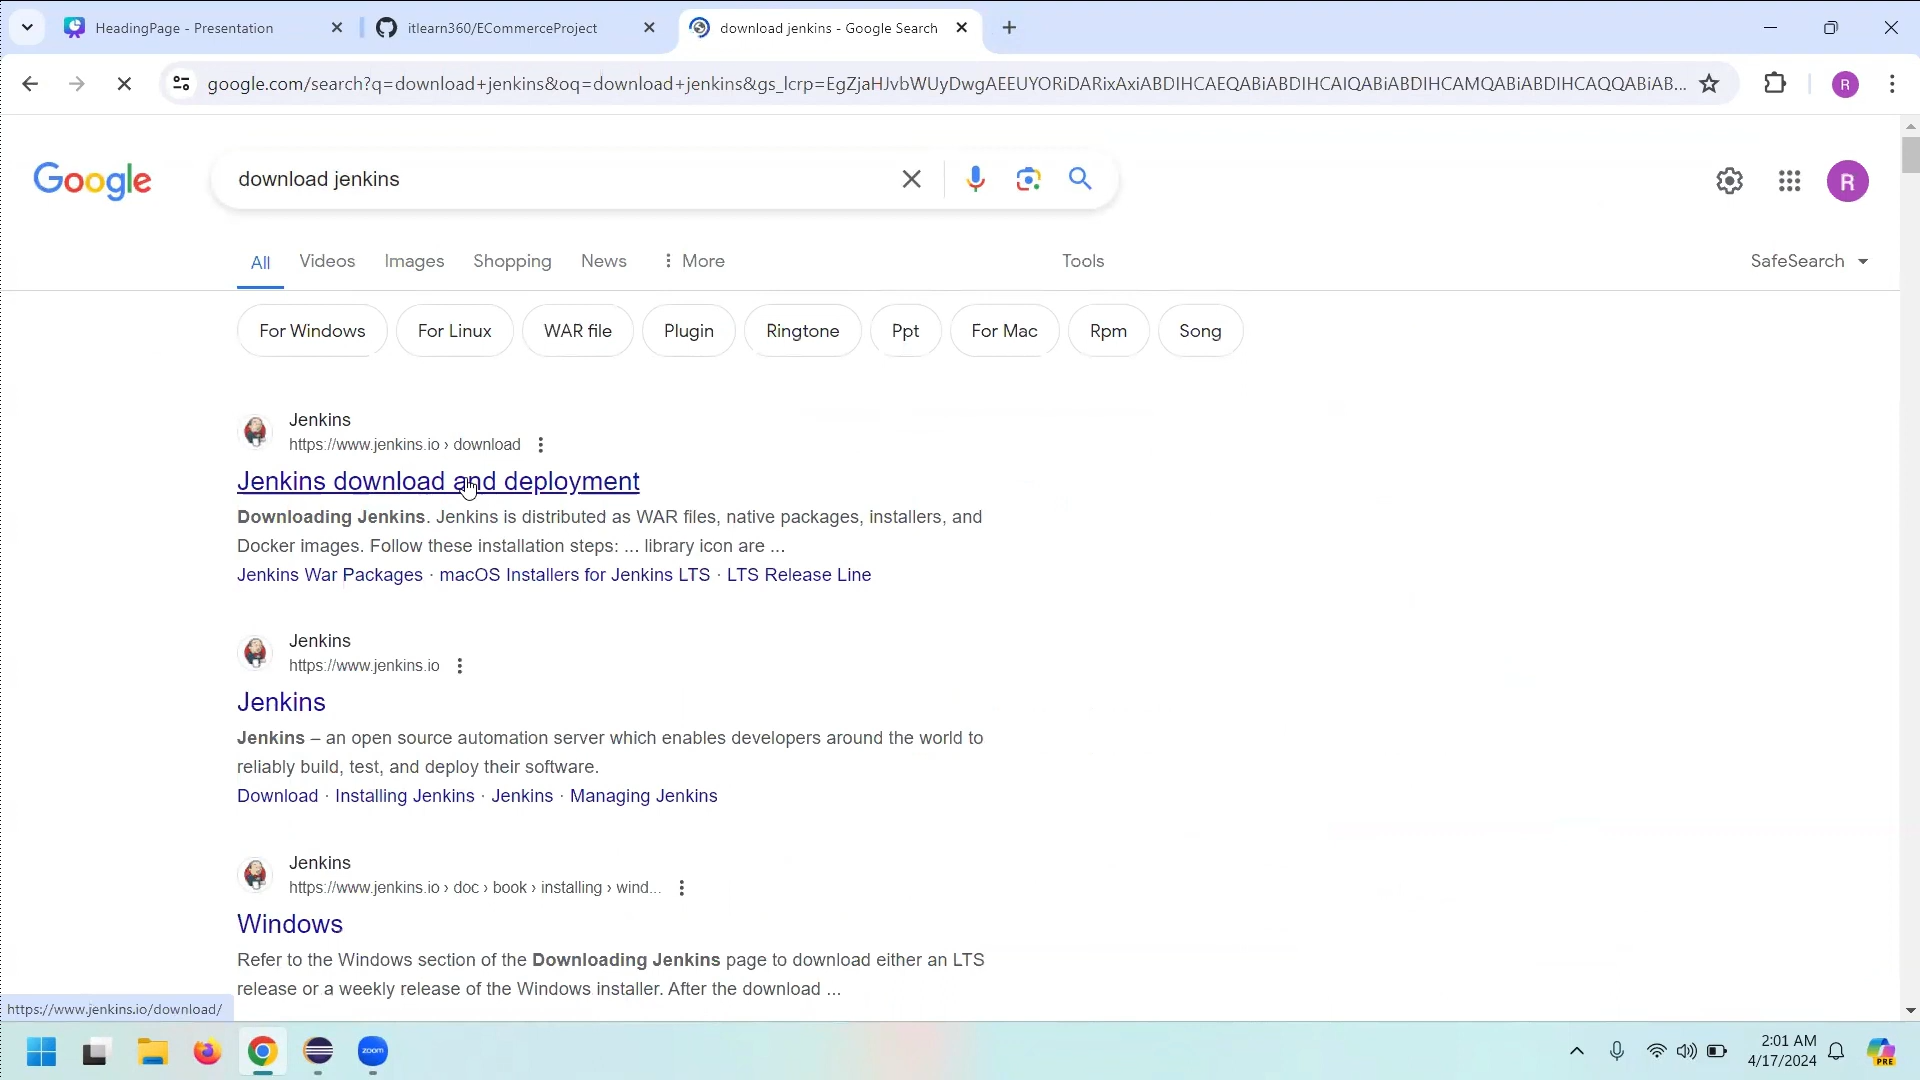 HeadingPage - Presentation
itlearn360/ECommerceProject
download jenkins - Google Search
google.com/search?q=download+jenkins&oq=download+jenkins&gs_lcrp=EgZjaHJvbWUyDwgAEEUYORiDARixAxiABDIHCAEQABiABDIHCAIQABiABDIHCAMQABiABDIHCAQQABiAB...
R
Google
download jenkins
R
All
Videos
Images
Shopping
News
More
Tools
SafeSearch
For Windows
For Linux
WAR file
Plugin
Ringtone
Ppt
For Mac
Rpm
Song
Jenkins
https://www.jenkins.io › download
Jenkins download and deployment
Downloading Jenkins. Jenkins is distributed as WAR files, native packages, installers, and
Docker images. Follow these installation steps: ... library icon are ...
Jenkins War Packages · macOS Installers for Jenkins LTS · LTS Release Line
Jenkins
https://www.jenkins.io
Jenkins
Jenkins – an open source automation server which enables developers around the world to
reliably build, test, and deploy their software.
Download · Installing Jenkins · Jenkins · Managing Jenkins
Jenkins
https://www.jenkins.io › doc › book › installing › wind...
Windows
Refer to the Windows section of the Downloading Jenkins page to download either an LTS
release or a weekly release of the Windows installer. After the download ...
https://www.jenkins.io/download/
zoom
2:01 AM
4/17/2024
PRE